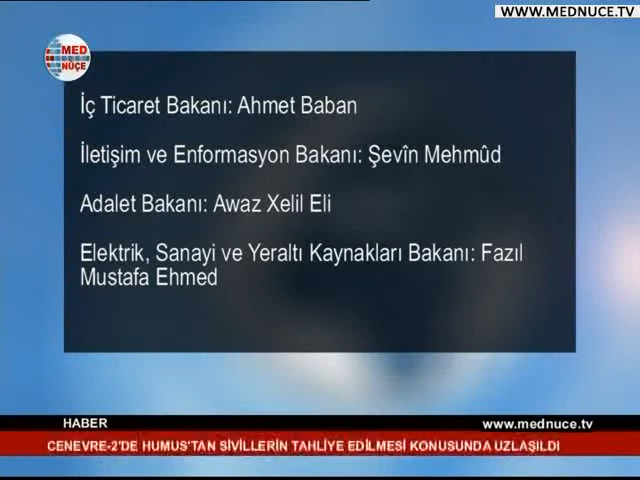 WWW.MEDNUCE.TV
MED
NÛÇE
İç Ticaret Bakanı: Ahmet Baban
İletişim ve Enformasyon Bakanı: Şevîn Mehmûd
Adalet Bakanı: Awaz Xelil Eli
Elektrik, Sanayi ve Yeraltı Kaynakları Bakanı: Fazıl
Mustafa Ehmed
HABER
www.mednuce.tv
CENEVRE-2'DE HUMUS'TAN SİVİLLERİN TAHLİYE EDİLMESİ KONUSUNDA UZLAŞILDI